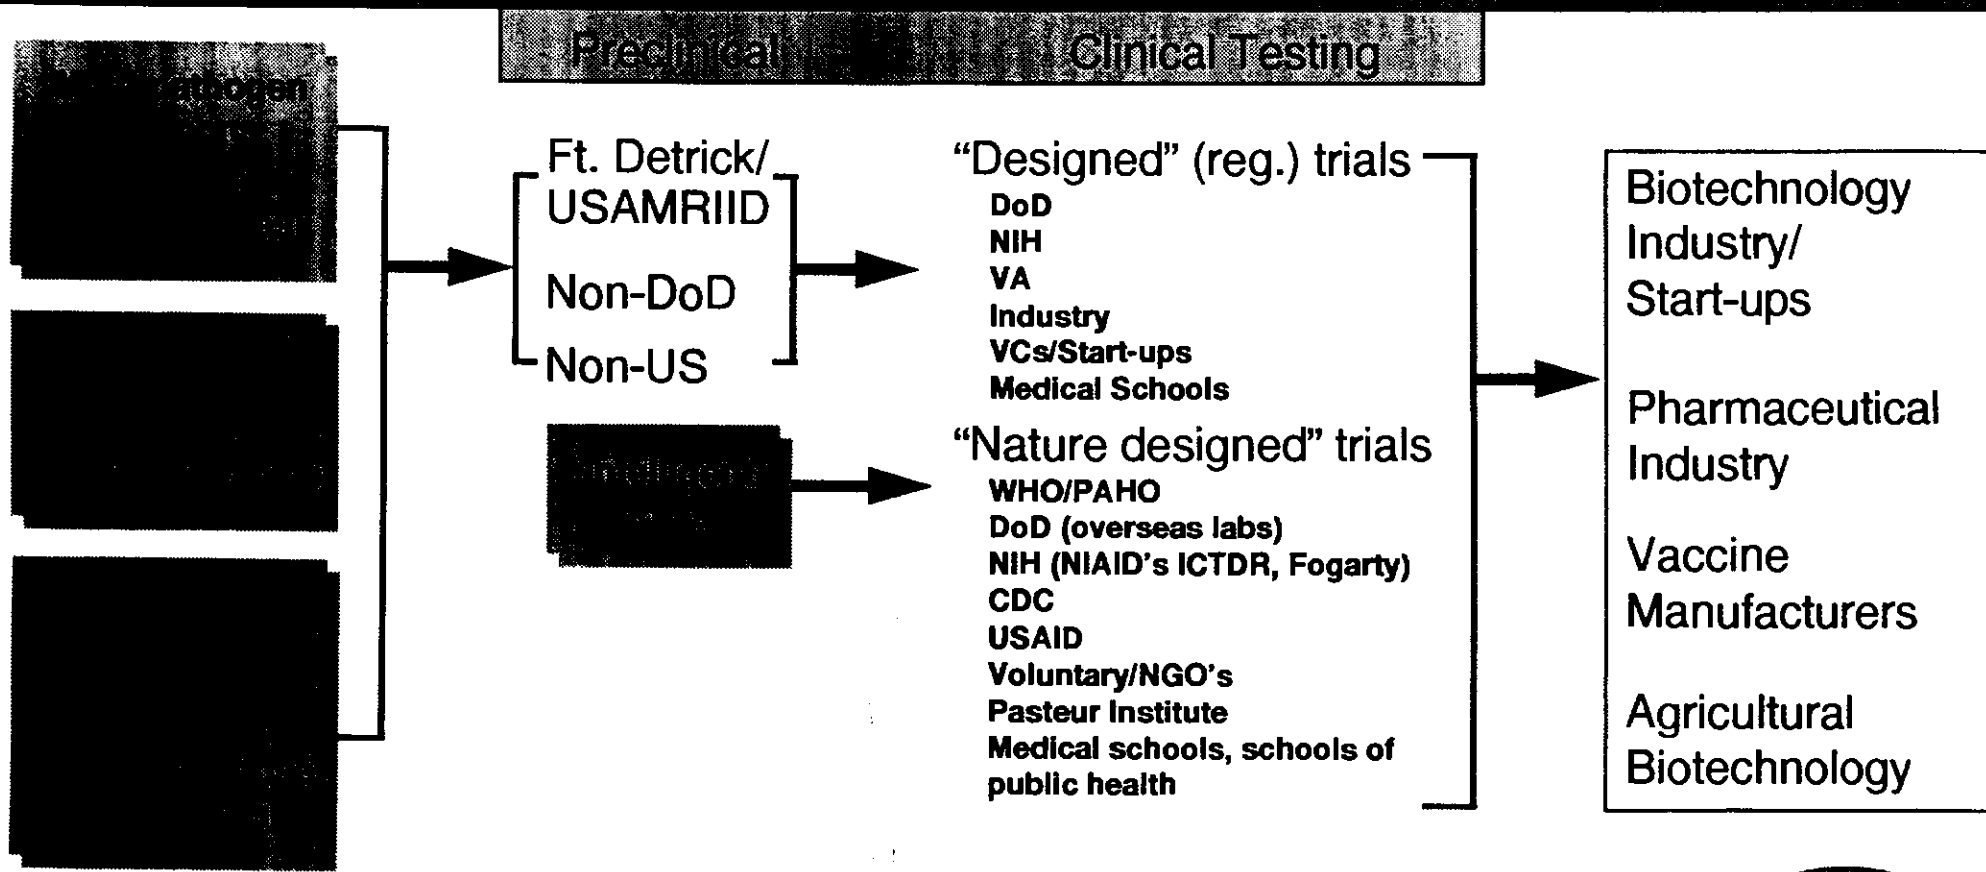 Preclinical Clinical Testing
Ft. Detrick/
USAMRIID
Non-DoD
Non-US
“Designed” (reg.) trials
DoD
NIH
VA
Industry
VCs/Start-ups
Medical Schools
“Nature designed” trials
WHO/PAHO
DoD (overseas labs)
NIH (NIAID's ICTDR, Fogarty)
CDC
USAID
Voluntary/NGO's
Pasteur Institute
Medical schools, schools of
public health
Biotechnology
Industry/
Start-ups
Pharmaceutical
Industry
Vaccine
Manufacturers
Agricultural
Biotechnology